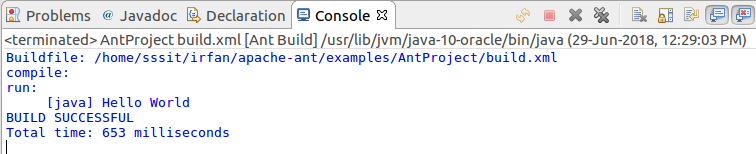 Problems @ Javadoc Declaration Console
<terminated> AntProject build.xml [Ant Build] /usr/lib/jvm/java-10-oracle/bin/java (29-Jun-2018, 12:29:03 PM)
Buildfile: /home/sssit/irfan/apache-ant/examples/AntProject/build.xml
compile:
run:
[java] Hello World
BUILD SUCCESSFUL
Total time: 653 milliseconds